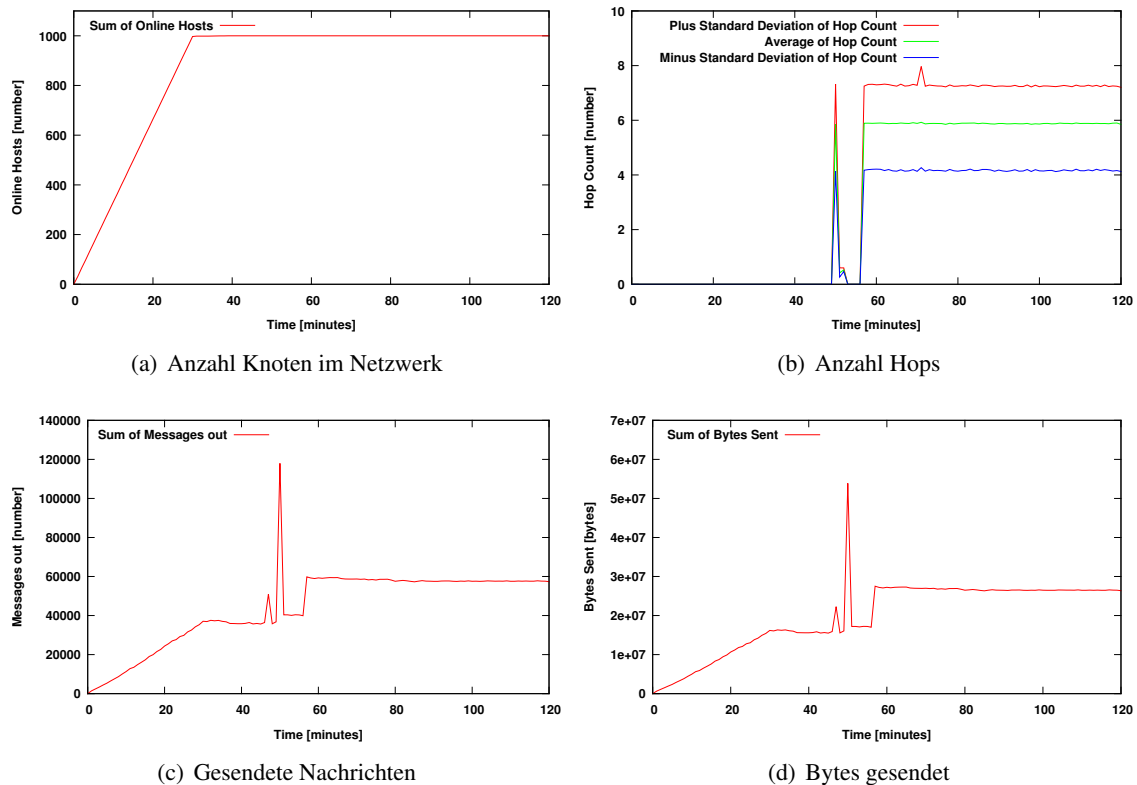 Sum of Online Hosts
Online Hosts [number]
1000
800
600
400
200
0
0 20 40 60 80 100 120
Time [minutes]
(a) Anzahl Knoten im Netzwerk
Plus Standard Deviation of Hop Count
Average of Hop Count
Minus Standard Deviation of Hop Count
Hop Count [number]
10
8
6
4
2
0
0 20 40 60 80 100 120
Time [minutes]
(b) Anzahl Hops
Sum of Messages out
Messages out [number]
140000
120000
100000
80000
60000
40000
20000
0
0 20 40 60 80 100 120
Time [minutes]
(c) Gesendete Nachrichten
Sum of Bytes Sent
Bytes Sent [bytes]
7e+07
6e+07
5e+07
4e+07
3e+07
2e+07
1e+07
0
0 20 40 60 80 100 120
Time [minutes]
(d) Bytes gesendet